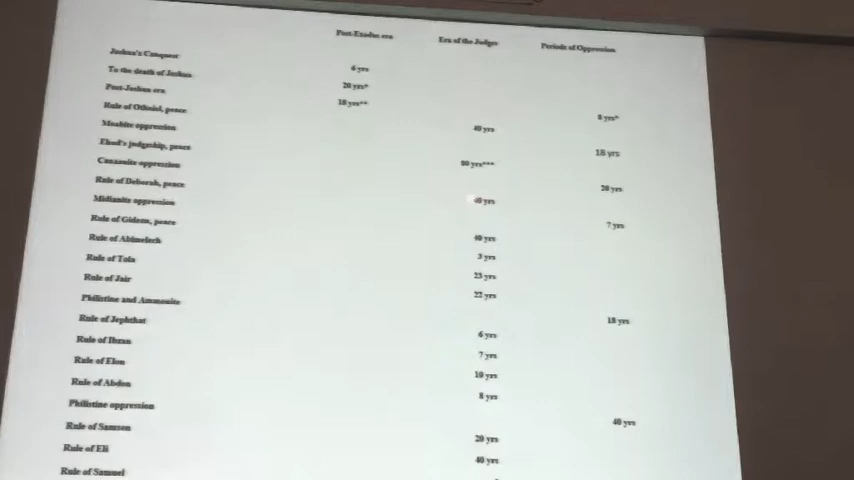 Post-Exodus era Era of the Judges Periods of Oppression
Joshua's Conquest 6 yrs
To the death of Joshua 20 yrs*
Post-Joshua era 18 yrs** 8 yrs*
Rule of Othniel, peace 40 yrs
Moabite oppression 18 yrs
Ehud's judgeship, peace 80 yrs***
Canaanite oppression 20 yrs
Rule of Deborah, peace 40 yrs
Midianite oppression 7 yrs
Rule of Gideon, peace 40 yrs
Rule of Abimelech 3 yrs
Rule of Tola 23 yrs
Rule of Jair 22 yrs
Philistine and Ammonite 18 yrs
Rule of Jephthat 6 yrs
Rule of Ibzan 7 yrs
Rule of Elon 10 yrs
Rule of Abdon 8 yrs
Philistine oppression 40 yrs
Rule of Samson 20 yrs
Rule of Eli 40 yrs
Rule of Samuel